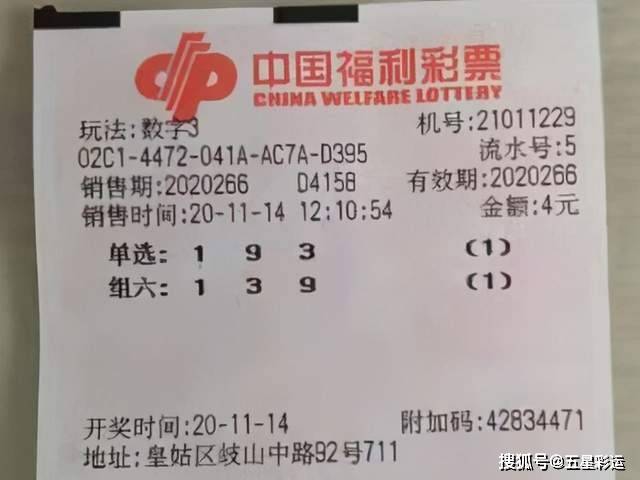 中国福利彩票
CHINA WELFARE LOTTERY
玩法:数字3 机号:21011229
02C1-4472-041A-AC7A-D395 流水号:5
销售期:2020266 D4158 有效期:2020266
销售时间:20-11-14 12:10:54 金额:4元
单选: 1 9 3 (1)
组六: 1 3 9 (1)
开奖时间:20-11-14 附加码:42834471
地址:皇姑区岐山中路92号711
搜狐号@五星彩运